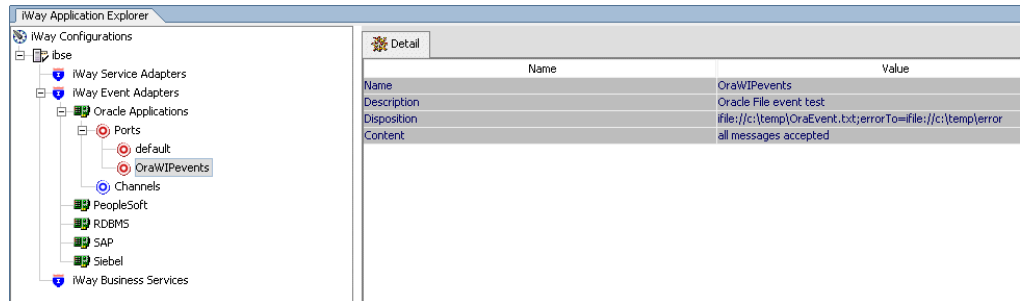 iWay Application Explorer
iWay Configurations
ibse
iWay Service Adapters
iWay Event Adapters
Oracle Applications
Ports
default
OraWIPevents
Channels
PeopleSoft
RDBMS
SAP
Siebel
iWay Business Services
Detail
Name Value
Name OraWIPevents
Description Oracle File event test
Disposition ifile://c:\temp\OraEvent.txt;errorTo=ifile://c:\temp\error
Content all messages accepted